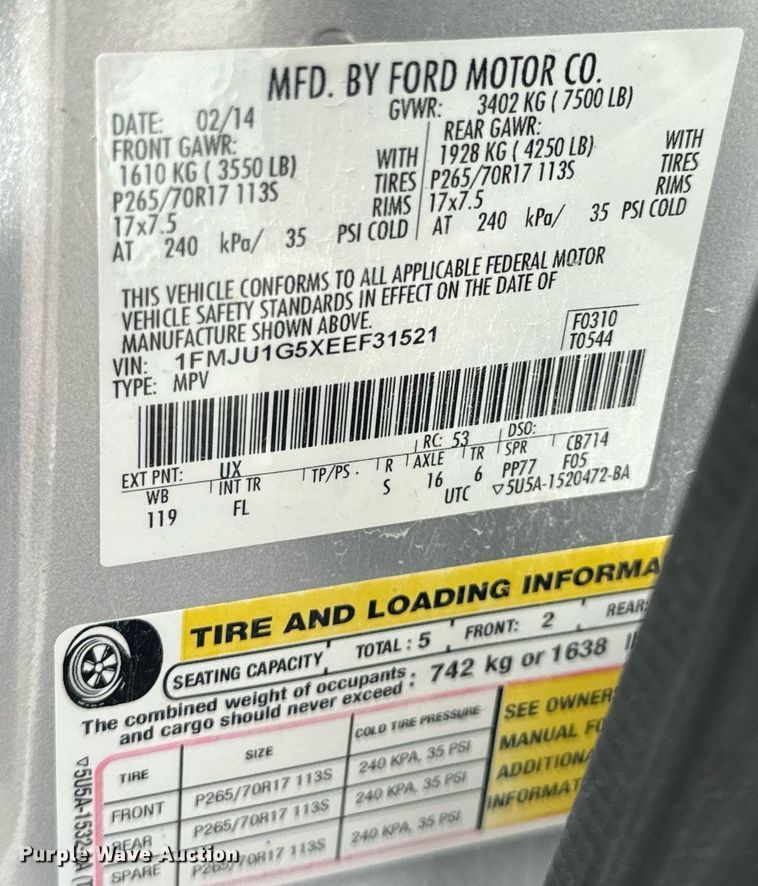 MFD. BY FORD MOTOR CO.
DATE: 02/14 GVWR: 3402 KG ( 7500 LB)
FRONT GAWR: REAR GAWR:
1610 KG ( 3550 LB) WITH 1928 KG ( 4250 LB) WITH
P265/70R17 113S TIRES P265/70R17 113S TIRES
17x7.5 RIMS 17x7.5 RIMS
AT 240 kPa/ 35 PSI COLD AT 240 kPa/ 35 PSI COLD
THIS VEHICLE CONFORMS TO ALL APPLICABLE FEDERAL MOTOR
VEHICLE SAFETY STANDARDS IN EFFECT ON THE DATE OF
MANUFACTURE SHOWN ABOVE.
VIN: 1FMJU1G5XEEF31521 F0310
TYPE: MPV T0544
EXT PNT: UX RC: 53 DSO:
WB INT TR TP/PS R AXLE TR SPR CB714
119 FL S 16 6 PP77 F05
UTC ▽5U5A-1520472-BA
TIRE AND LOADING INFORMA
SEATING CAPACITY TOTAL : 5 FRONT: 2 REAR:
The combined weight of occupants
and cargo should never exceed : 742 kg or 1638
TIRE SIZE COLD TIRE PRESSURE SEE OWNER
FRONT P265/70R17 113S 240 KPA, 35 PSI MANUAL FO
REAR P265/70R17 113S 240 KPA, 35 PSI ADDITIONA
SPARE P265/70R17 113S 240 KPA, 35 PSI INFORMAT
Purple Wave Auction